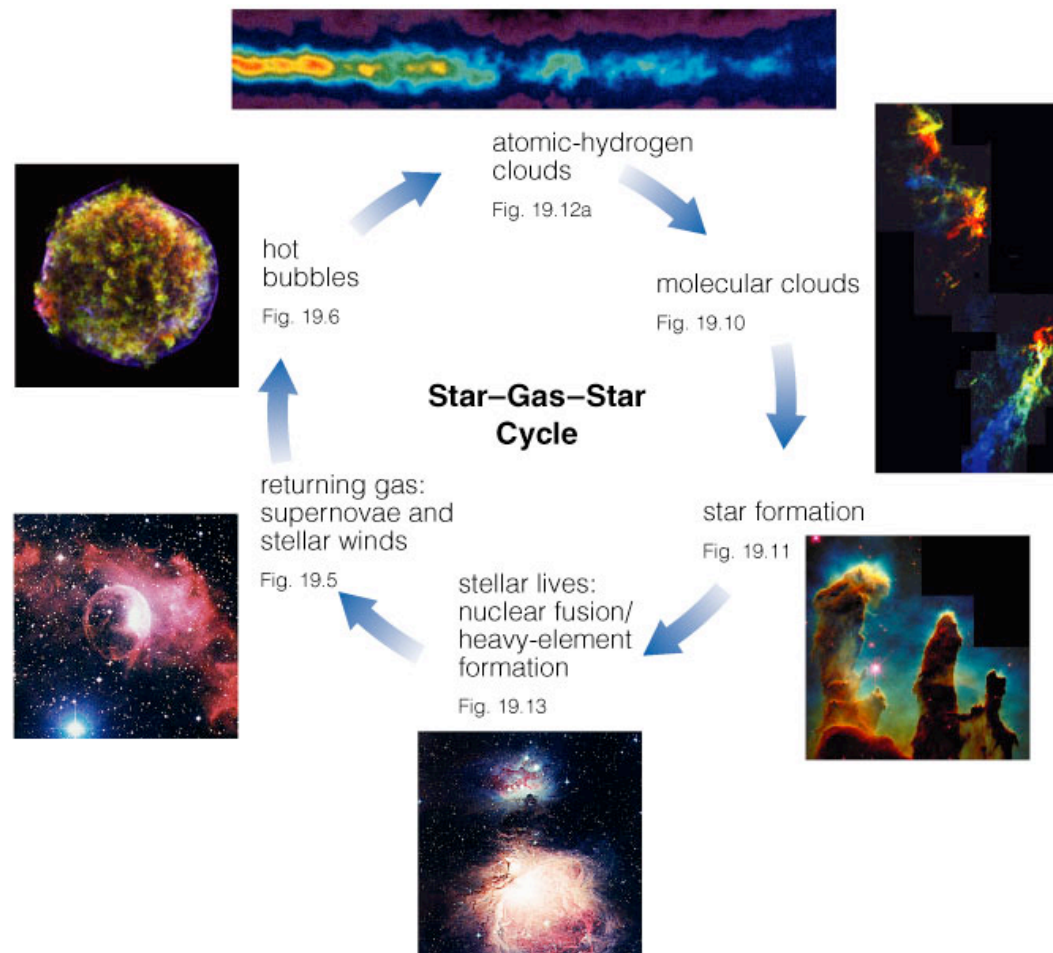 atomic-hydrogen
clouds
Fig. 19.12a
molecular clouds
Fig. 19.10
star formation
Fig. 19.11
stellar lives:
nuclear fusion/
heavy-element
formation
Fig. 19.13
returning gas:
supernovae and
stellar winds
Fig. 19.5
hot
bubbles
Fig. 19.6
Star–Gas–Star
Cycle